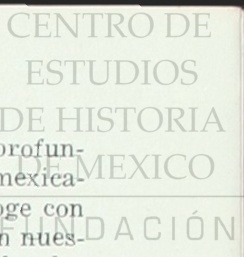 CENTRO DE
ESTUDIOS
DE HISTORIA
profun-
DE MEXICO
mexica-
oge con
FUNDACIÓN
n nues-